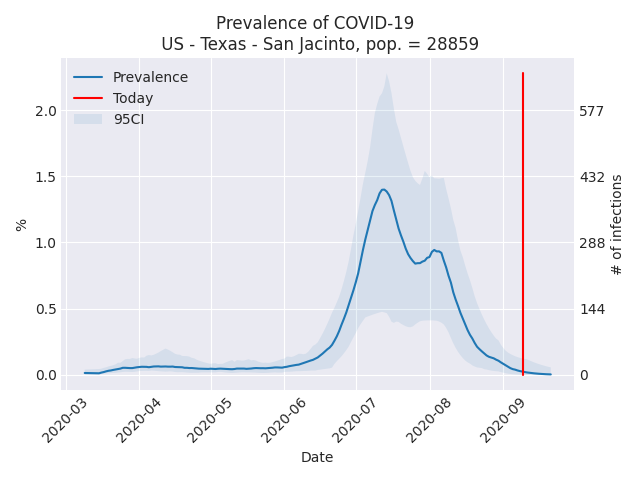 Prevalence of COVID-19
US - Texas - San Jacinto, pop. = 28859
Prevalence
Today
95CI
2.0
1.5
1.0
0.5
0.0
%
577
432
288
144
0
# of infections
2020-03
2020-04
2020-05
2020-06
2020-07
2020-08
2020-09
Date